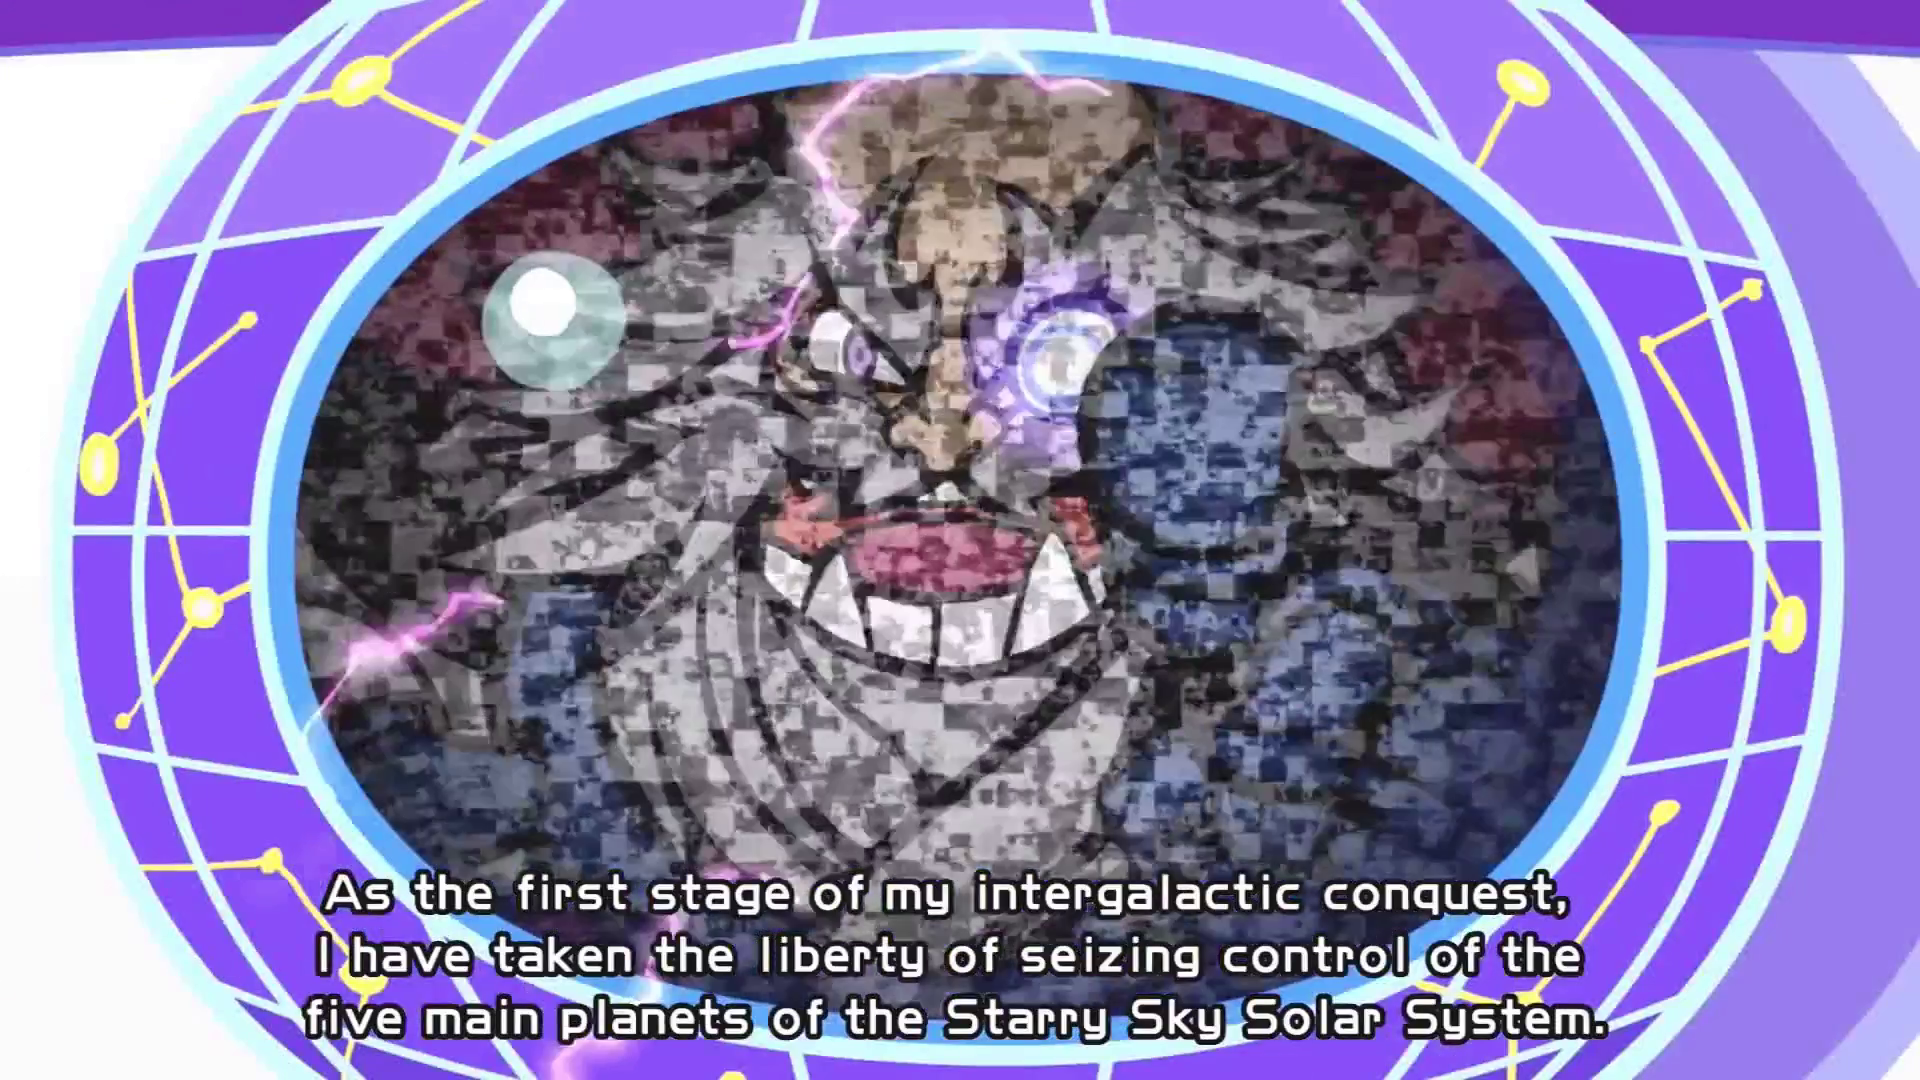 As the first stage of my intergalactic conquest,
I have taken the liberty of seizing control of the
five main planets of the Starry Sky Solar System.